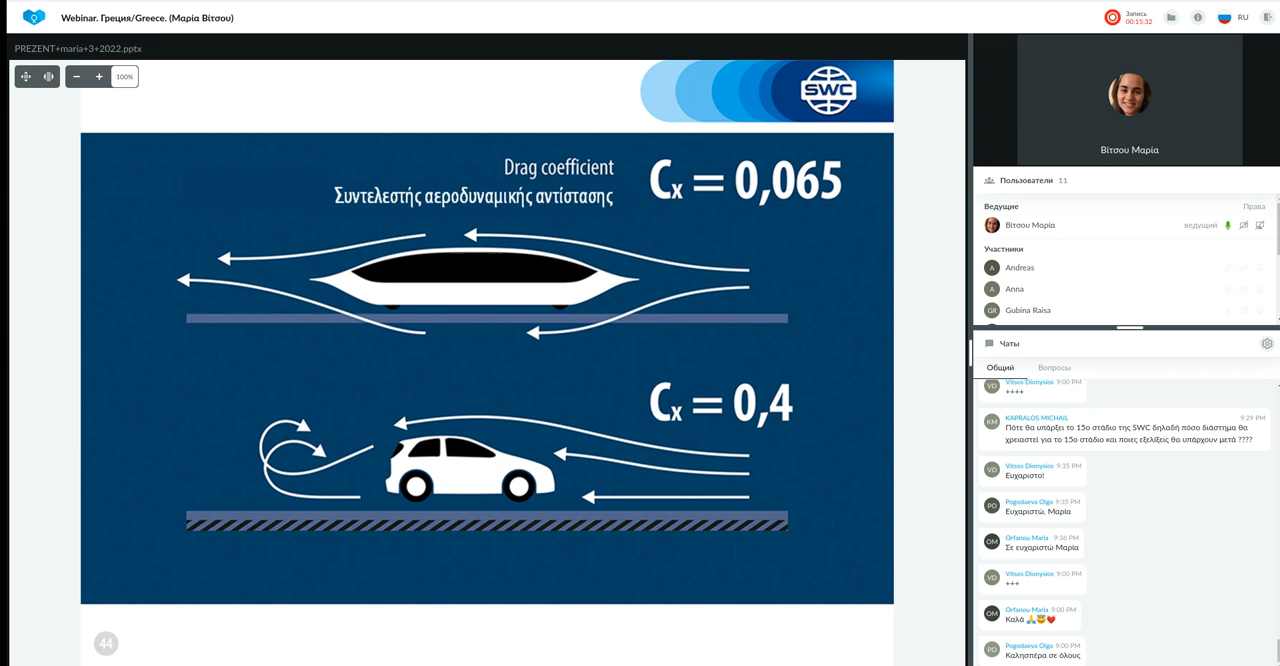 Webinar. Греция/Greece. (Μαρία Βίτσου)
Запись
00:15:32
RU
PREZENT+maria+3+2022.pptx
100%
SWC
Drag coefficient
Συντελεστής αεροδυναμικής αντίστασης
Cx = 0,065
Cx = 0,4
44
Βίτσου Μαρία
Пользователи 11
Ведущие
Права
Βίτσου Μαρία
ведущий
Участники
A
Andreas
A
Anna
GR
Gubina Raisa
Чаты
Общий
Вопросы
VD
Vitsos Dionysios 9:00 PM
++++
KM
KAPRALOS MICHAIL 9:29 PM
Πότε θα υπάρξει το 15ο στάδιο της SWC δηλαδή πόσο διάστημα θα
χρειαστεί για το 15ο στάδιο και ποιες εξελίξεις θα υπάρχουν μετά ????
VD
Vitsos Dionysios 9:35 PM
Ευχαριστο!
PO
Pogodaeva Olga 9:35 PM
Ευχαριστώ, Μαρία
OM
Orfanou Maria 9:36 PM
Σε ευχαριστώ Μαρία
VD
Vitsos Dionysios 9:00 PM
+++
OM
Orfanou Maria 9:00 PM
Καλά 🙏😇❤️
PO
Pogodaeva Olga 9:00 PM
Καλησπέρα σε όλους